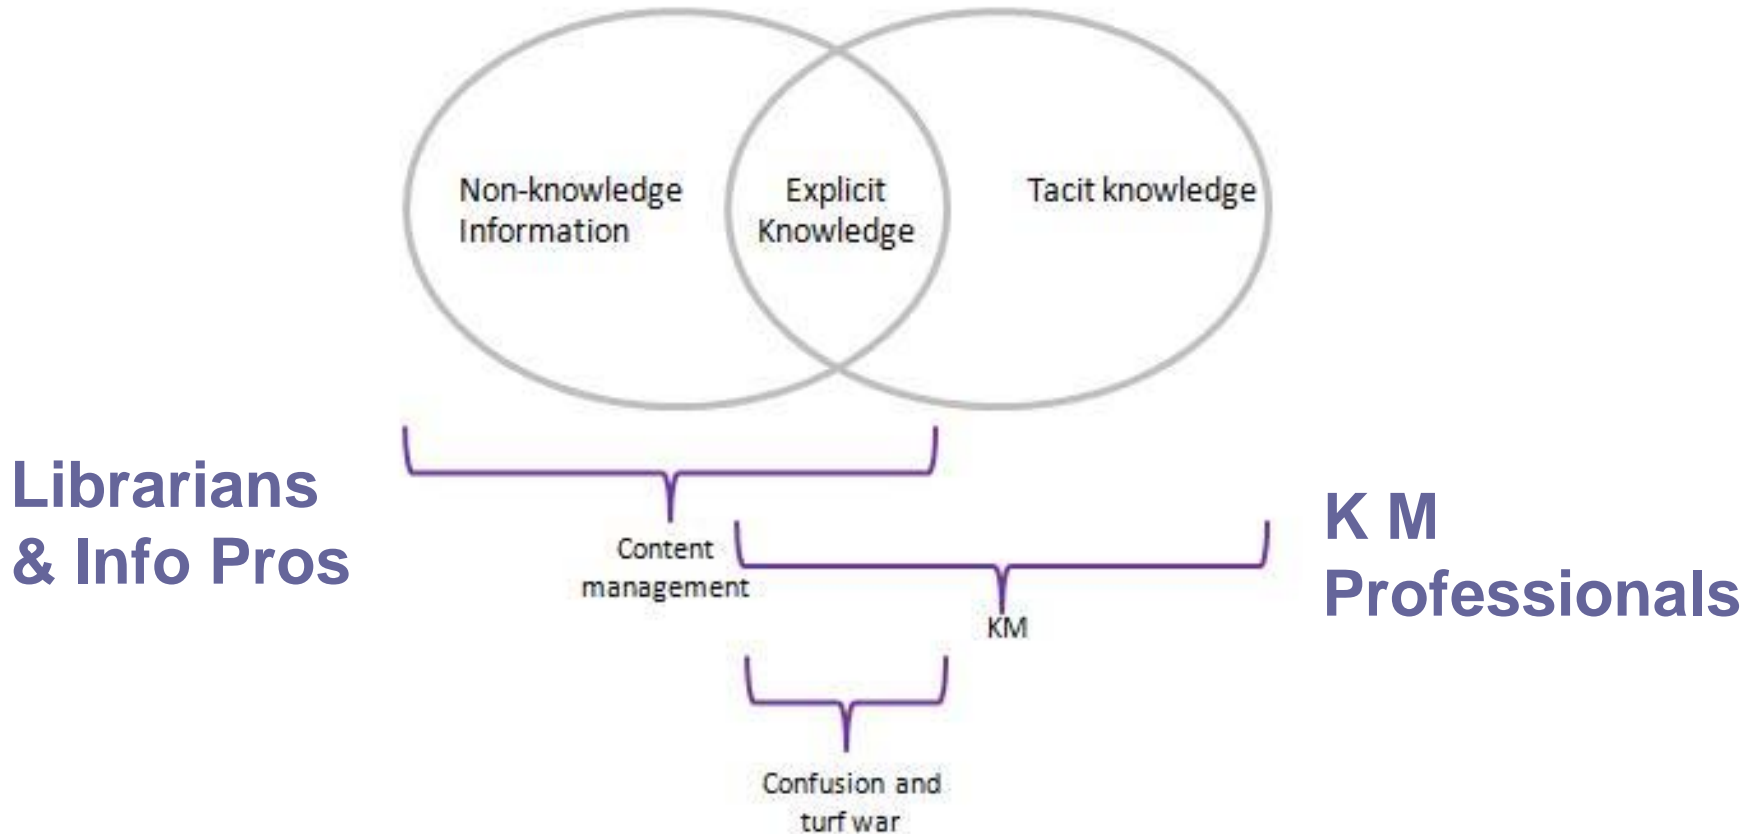 Non-knowledge
Information
Explicit
Knowledge
Tacit knowledge
Librarians
& Info Pros
Content
management
K M
Professionals
KM
Confusion and
turf war